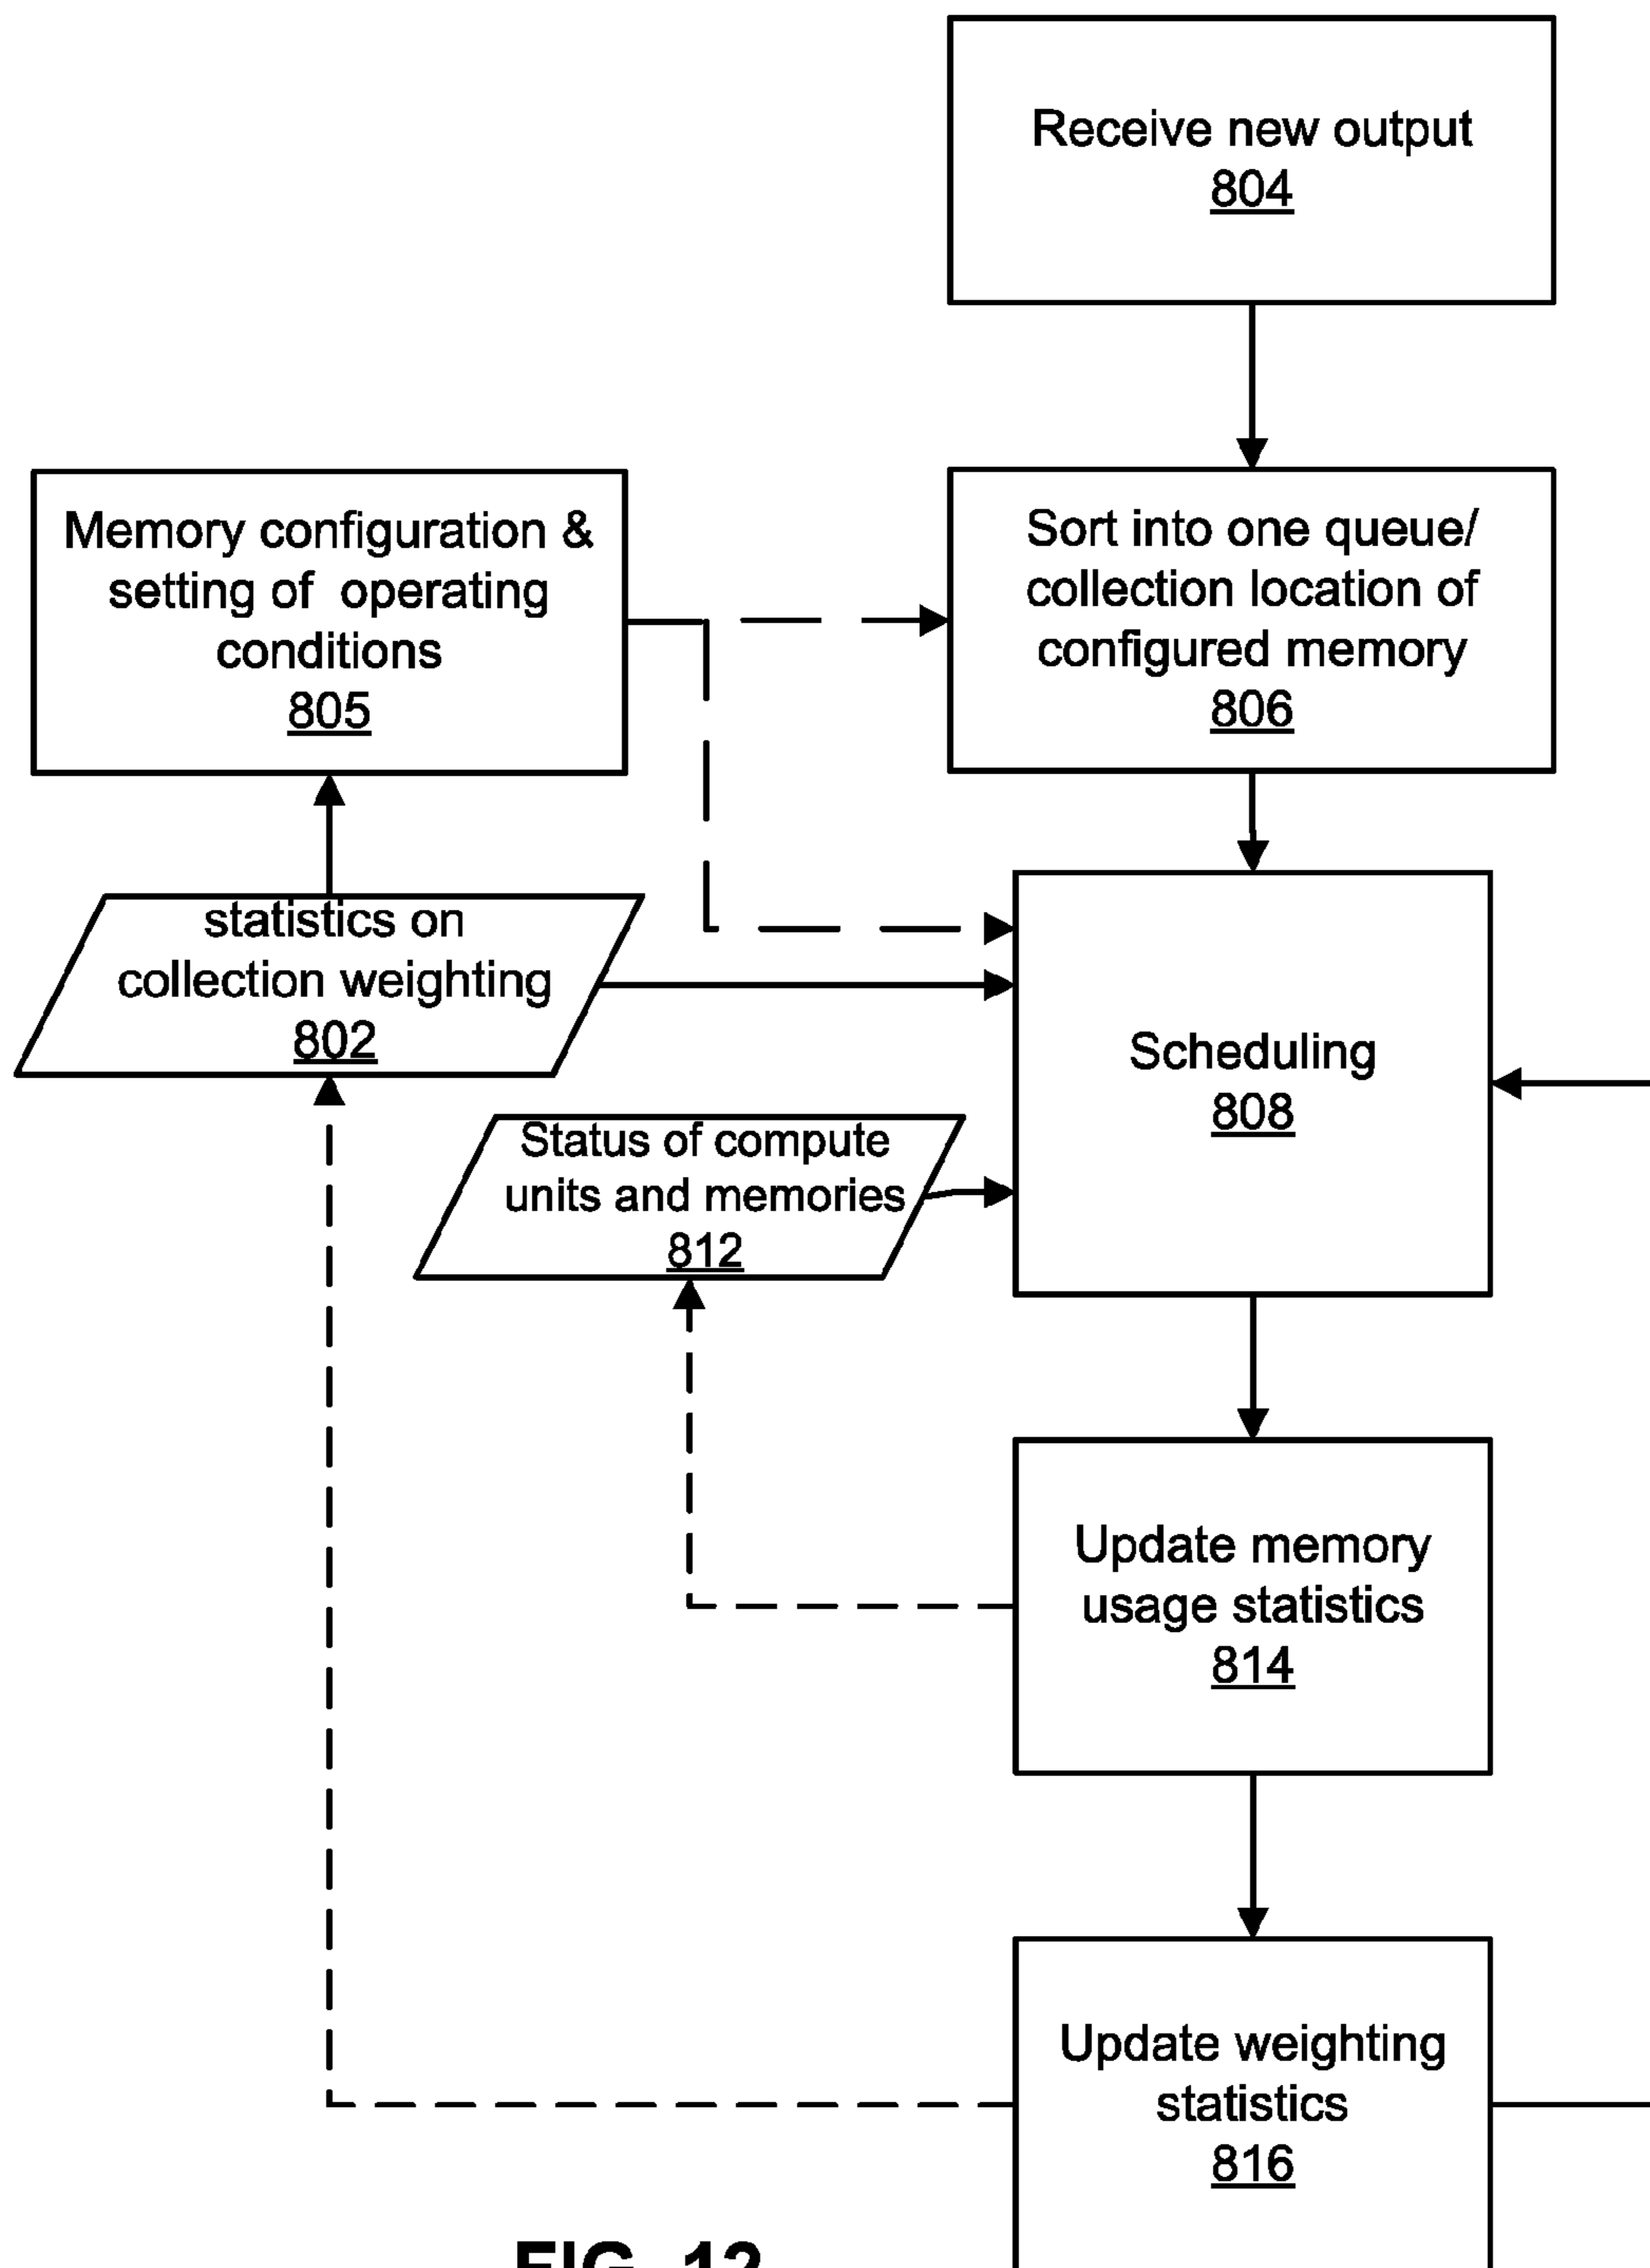 Receive new output
804
Memory configuration &
setting of operating
conditions
805
Sort into one queue/
collection location of
configured memory
806
statistics on
collection weighting
802
Scheduling
808
Status of compute
units and memories
812
Update memory
usage statistics
814
Update weighting
statistics
816
FIG. 12